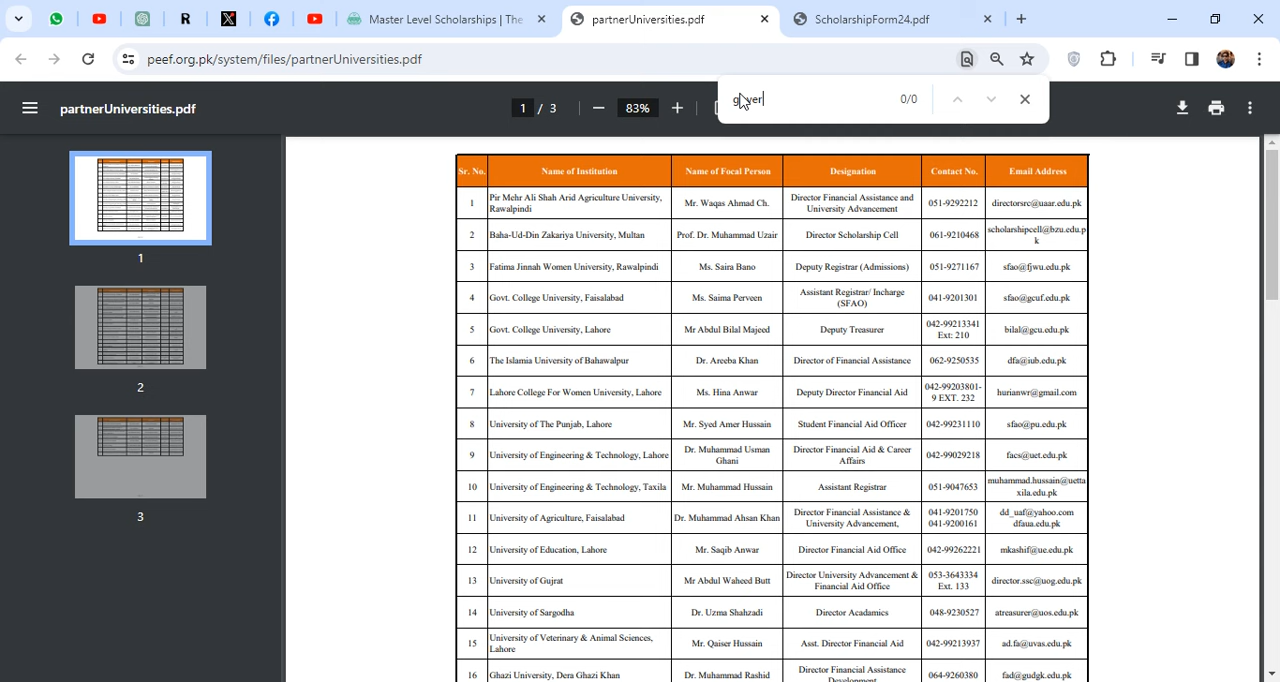 R
Master Level Scholarships | The
partnerUniversities.pdf
ScholarshipForm24.pdf
peef.org.pk/system/files/partnerUniversities.pdf
0/0
partnerUniversities.pdf
1 / 3
83%
1
2
3
Sr. No. Name of Institution Name of Focal Person Designation Contact No. Email Address
1 Pir Mehr Ali Shah Arid Agriculture University, Rawalpindi Mr. Waqas Ahmad Ch. Director Financial Assistance and University Advancement 051-9292212 directorsrc@uaar.edu.pk
2 Baha-Ud-Din Zakariya University, Multan Prof. Dr. Muhammad Uzair Director Scholarship Cell 061-9210468 scholarshipcell@bzu.edu.pk
3 Fatima Jinnah Women University, Rawalpindi Ms. Saira Bano Deputy Registrar (Admissions) 051-9271167 sfao@fjwu.edu.pk
4 Govt. College University, Faisalabad Ms. Saima Perveen Assistant Registrar/ Incharge (SFAO) 041-9201301 sfao@gcuf.edu.pk
5 Govt. College University, Lahore Mr Abdul Bilal Majeed Deputy Treasurer 042-99213341 Ext: 210 bilal@gcu.edu.pk
6 The Islamia University of Bahawalpur Dr. Areeba Khan Director of Financial Assistance 062-9250535 dfa@iub.edu.pk
7 Lahore College For Women University, Lahore Ms. Hina Anwar Deputy Director Financial Aid 042-99203801-9 EXT. 232 hurianwr@gmail.com
8 University of The Punjab, Lahore Mr. Syed Amer Hussain Student Financial Aid Officer 042-99231110 sfao@pu.edu.pk
9 University of Engineering & Technology, Lahore Dr. Muhammad Usman Ghani Director Financial Aid & Career Affairs 042-99029218 facs@uet.edu.pk
10 University of Engineering & Technology, Taxila Mr. Muhammad Hussain Assistant Registrar 051-9047653 muhammad.hussain@uettaxila.edu.pk
11 University of Agriculture, Faisalabad Dr. Muhammad Ahsan Khan Director Financial Assistance & University Advancement, 041-9201750 041-9200161 dd_uaf@yahoo.com dfaua.edu.pk
12 University of Education, Lahore Mr. Saqib Anwar Director Financial Aid Office 042-99262221 mkashif@ue.edu.pk
13 University of Gujrat Mr Abdul Waheed Butt Director University Advancement & Financial Aid Office 053-3643334 Ext. 133 director.ssc@uog.edu.pk
14 University of Sargodha Dr. Uzma Shahzadi Director Acadamics 048-9230527 atreasurer@uos.edu.pk
15 University of Veterinary & Animal Sciences, Lahore Mr. Qaiser Hussain Asst. Director Financial Aid 042-99213937 ad.fa@uvas.edu.pk
16 Ghazi University, Dera Ghazi Khan Dr. Muhammad Rashid Director Financial Assistance Development 064-9260380 fad@gudgk.edu.pk